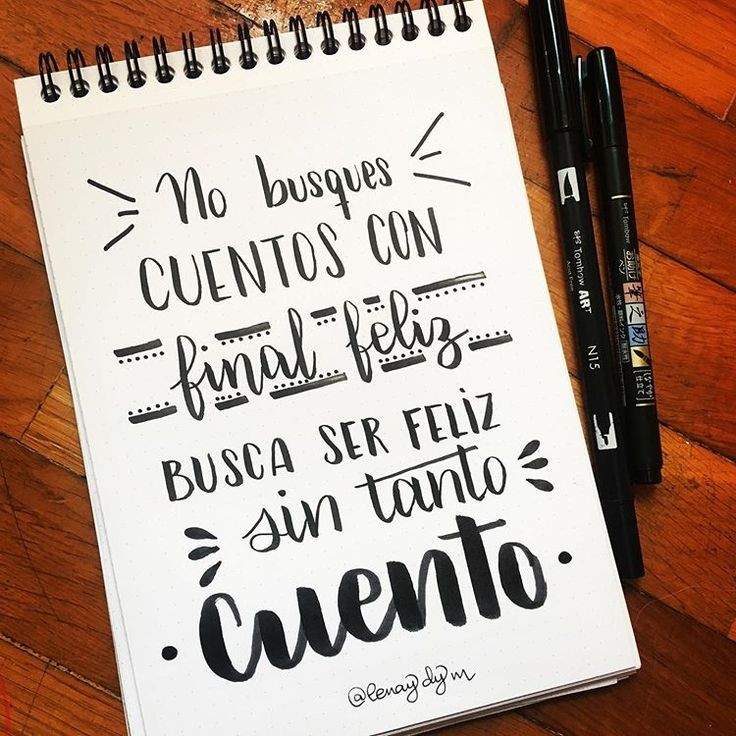 No busques
CUENTOS CON
final feliz
BUSCA SER FELIZ
sin tanto
cuento
@lenaydym
Tombow ART
N15
Tombow